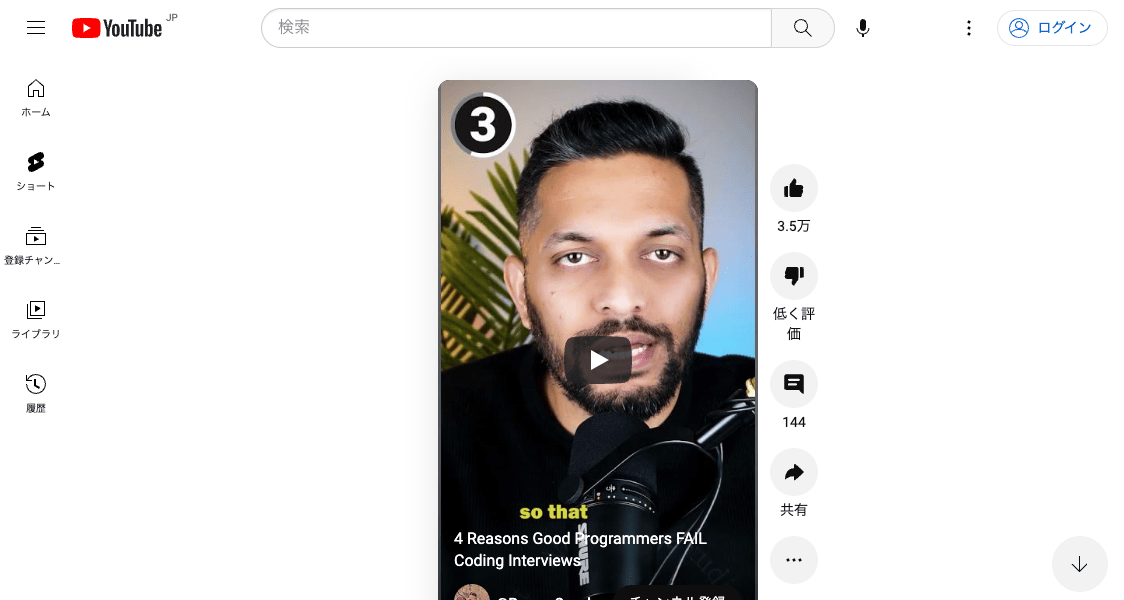 YouTube JP
検索
ログイン
ホーム
ショート
登録チャン...
ライブラリ
履歴
3
3.5万
低く評
価
144
共有
so that
SHURE
4 Reasons Good Programmers FAIL
Coding Interviews
チャンネル登録